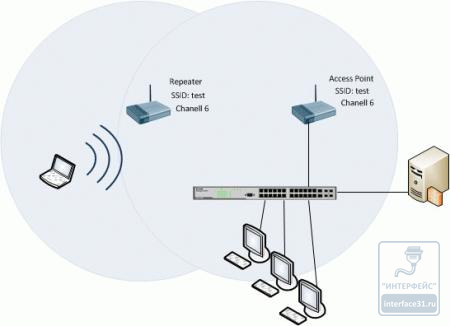 Repeater
SSID: test
Chanell 6
Access Point
SSID: test
Chanell 6
"ИНТЕРФЕЙС"
interface31.ru